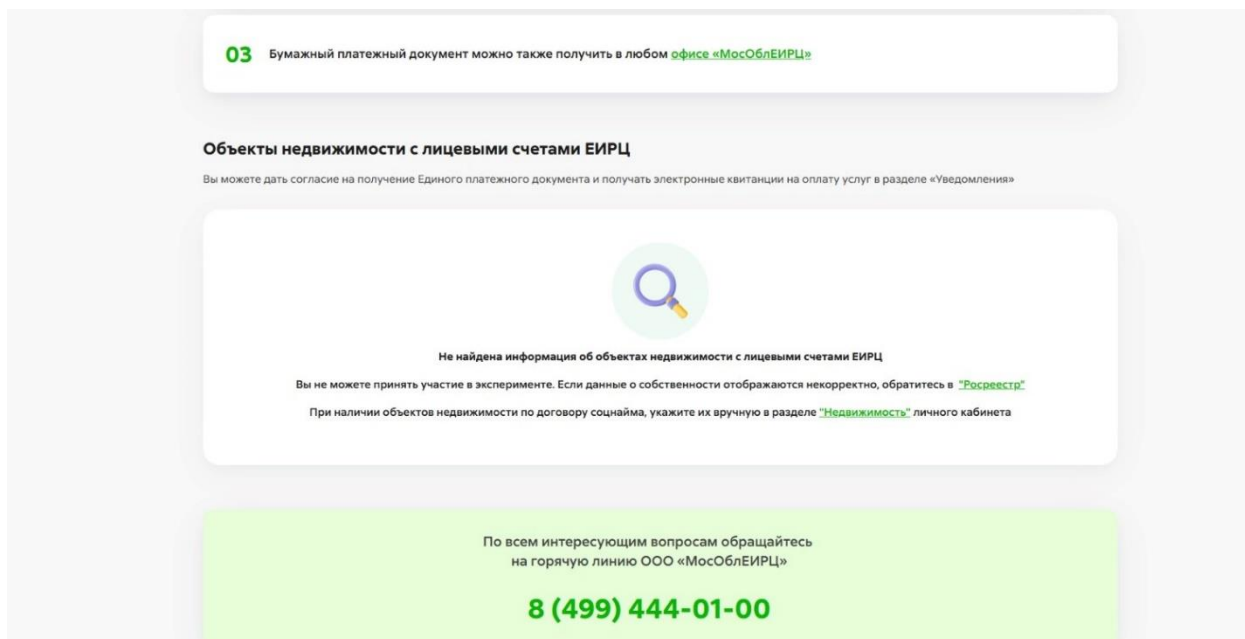 03 Бумажный платежный документ можно также получить в любом офисе «МосОблЕИРЦ»
Объекты недвижимости с лицевыми счетами ЕИРЦ
Вы можете дать согласие на получение Единого платежного документа и получать электронные квитанции на оплату услуг в разделе «Уведомления»
Не найдена информация об объектах недвижимости с лицевыми счетами ЕИРЦ
Вы не можете принять участие в эксперименте. Если данные о собственности отображаются некорректно, обратитесь в "Росреестр"
При наличии объектов недвижимости по договору соцнайма, укажите их вручную в разделе "Недвижимость" личного кабинета
По всем интересующим вопросам обращайтесь
на горячую линию ООО «МосОблЕИРЦ»
8 (499) 444-01-00